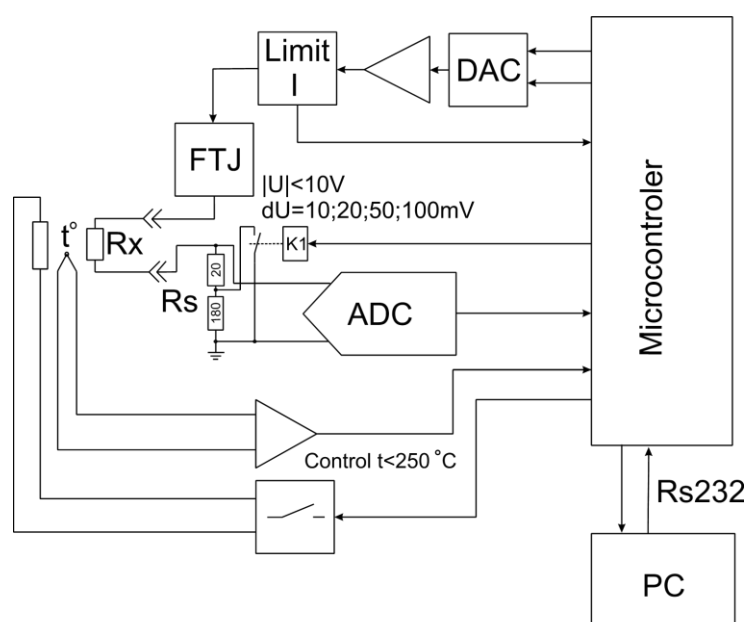 Limit
I
DAC
FTJ
|U|<10V
dU=10;20;50;100mV
t°
Rx
K1
20
Rs
180
ADC
Microcontroler
Control t<250 °C
Rs232
PC